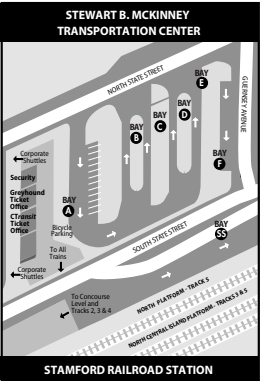 STEWART B. MCKINNEY
TRANSPORTATION CENTER
NORTH STATE STREET
GUERNSEY AVENUE
BAY
E
BAY
D
BAY
C
BAY
B
BAY
F
Corporate
Shuttles
Security
Greyhound
Ticket
Office
CTransit
Ticket
Office
BAY
A
Bicycle
Parking
To All
Trains
Corporate
Shuttles
SOUTH STATE STREET
BAY
SS
To Concourse
Level and
Tracks 2, 3 & 4
NORTH PLATFORM - TRACK 5
NORTH CENTRAL ISLAND PLATFORM - TRACKS 3 & 5
STAMFORD RAILROAD STATION